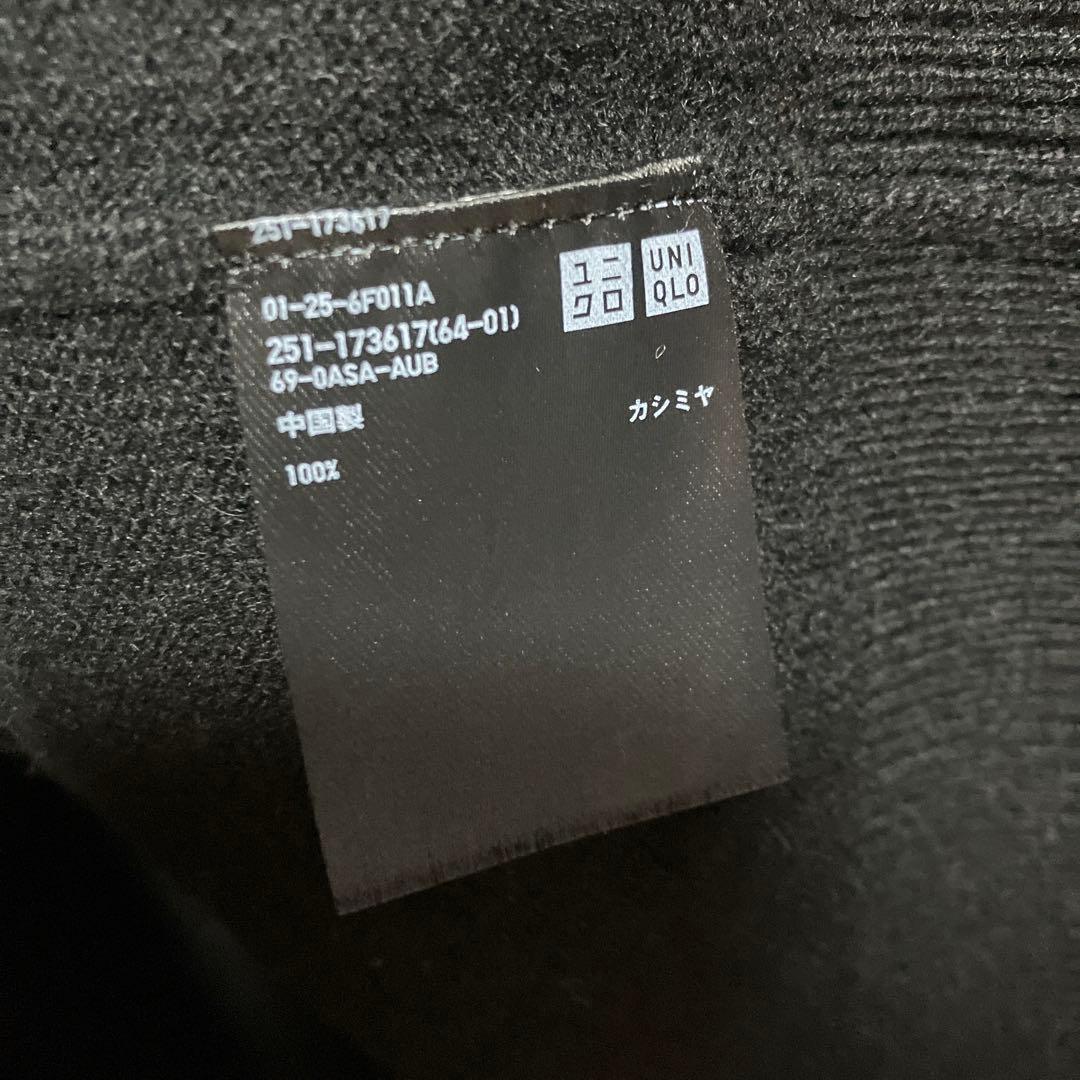 251-173617
ユニ
クロ
UNI
QLO
01-25-6F011A
251-173617(64-01)
69-0ASA-AUB
中国製
カシミヤ
100%